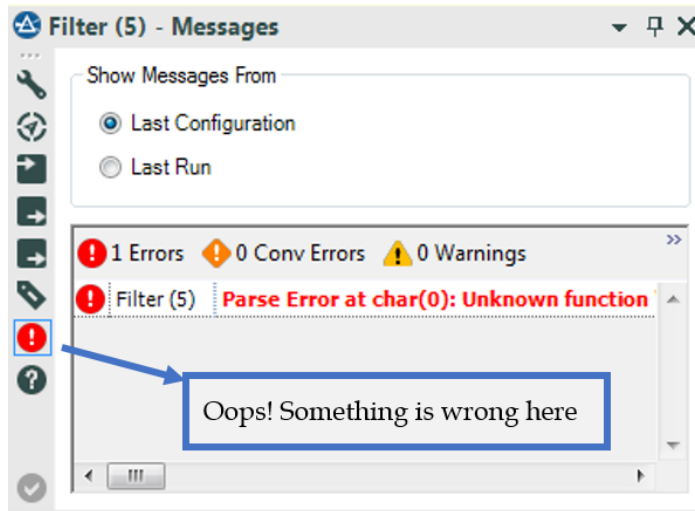 Filter (5) - Messages
Show Messages From
Last Configuration
Last Run
1 Errors 0 Conv Errors 0 Warnings
Filter (5) Parse Error at char(0): Unknown function
Oops! Something is wrong here